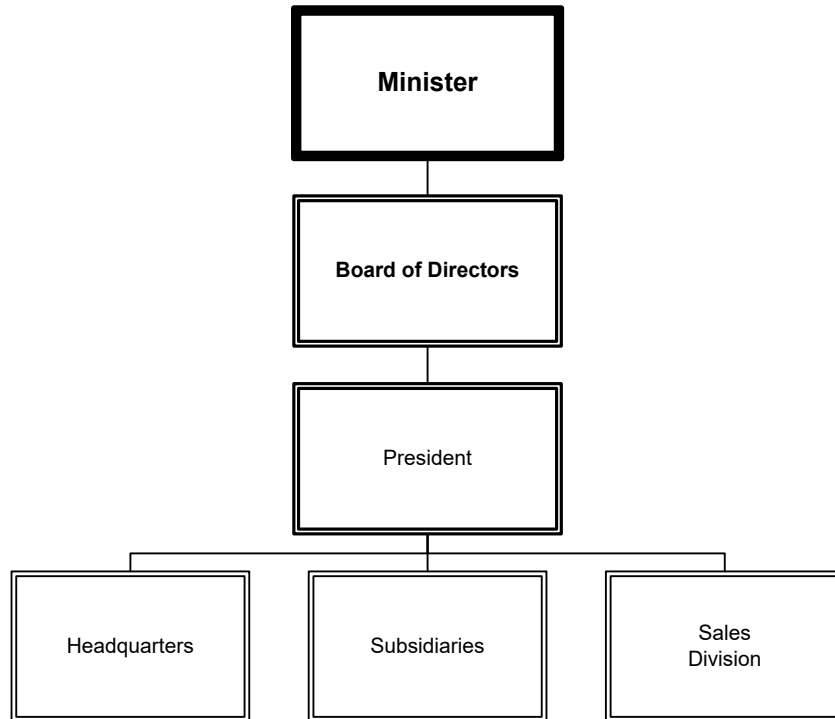 Minister
Board of Directors
President
Headquarters
Subsidiaries
Sales
Division